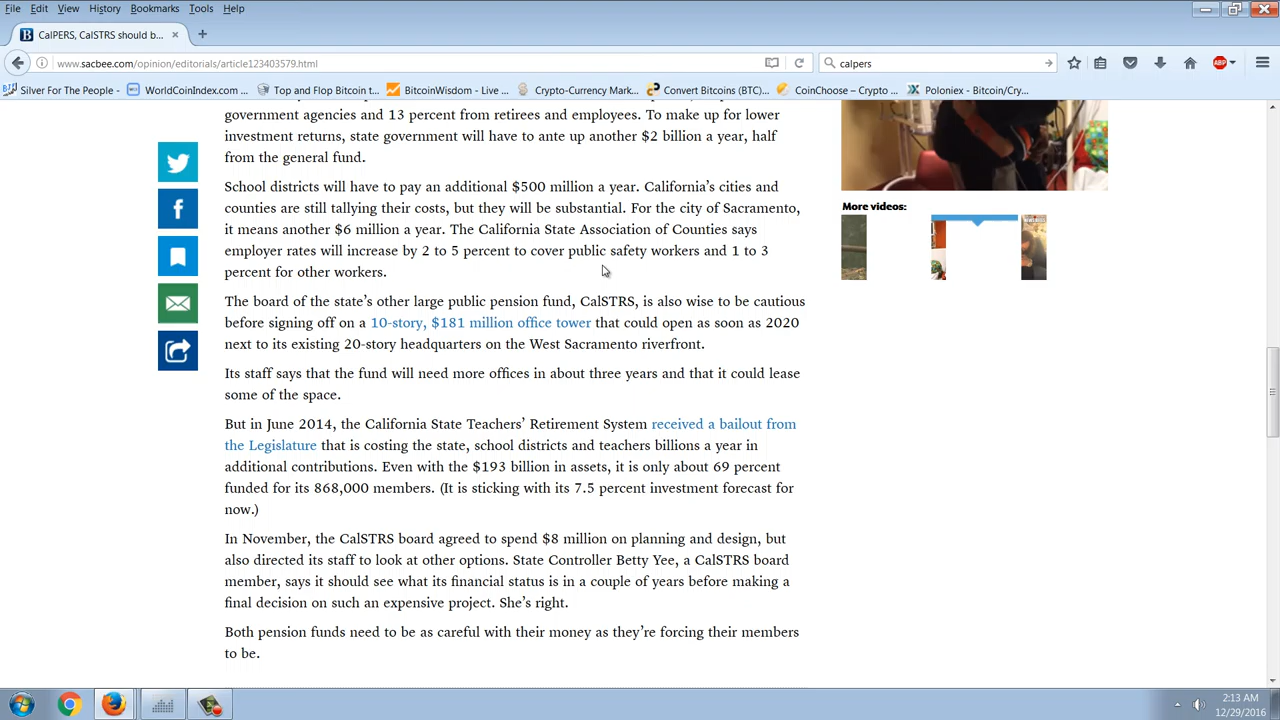 File Edit View History Bookmarks Tools Help
CalPERS, CalSTRS should b...
www.sacbee.com/opinion/editorials/article123403579.html
calpers
Silver For The People - WorldCoinIndex.com ... Top and Flop Bitcoin t... BitcoinWisdom - Live ... Crypto-Currency Mark... Convert Bitcoins (BTC)... CoinChoose – Crypto ... Poloniex - Bitcoin/Cry...
government agencies and 13 percent from retirees and employees. To make up for lower
investment returns, state government will have to ante up another $2 billion a year, half
from the general fund.
School districts will have to pay an additional $500 million a year. California’s cities and
counties are still tallying their costs, but they will be substantial. For the city of Sacramento,
it means another $6 million a year. The California State Association of Counties says
employer rates will increase by 2 to 5 percent to cover public safety workers and 1 to 3
percent for other workers.
The board of the state’s other large public pension fund, CalSTRS, is also wise to be cautious
before signing off on a 10-story, $181 million office tower that could open as soon as 2020
next to its existing 20-story headquarters on the West Sacramento riverfront.
Its staff says that the fund will need more offices in about three years and that it could lease
some of the space.
But in June 2014, the California State Teachers’ Retirement System received a bailout from
the Legislature that is costing the state, school districts and teachers billions a year in
additional contributions. Even with the $193 billion in assets, it is only about 69 percent
funded for its 868,000 members. (It is sticking with its 7.5 percent investment forecast for
now.)
In November, the CalSTRS board agreed to spend $8 million on planning and design, but
also directed its staff to look at other options. State Controller Betty Yee, a CalSTRS board
member, says it should see what its financial status is in a couple of years before making a
final decision on such an expensive project. She’s right.
Both pension funds need to be as careful with their money as they’re forcing their members
to be.
More videos:
2:13 AM
12/29/2016